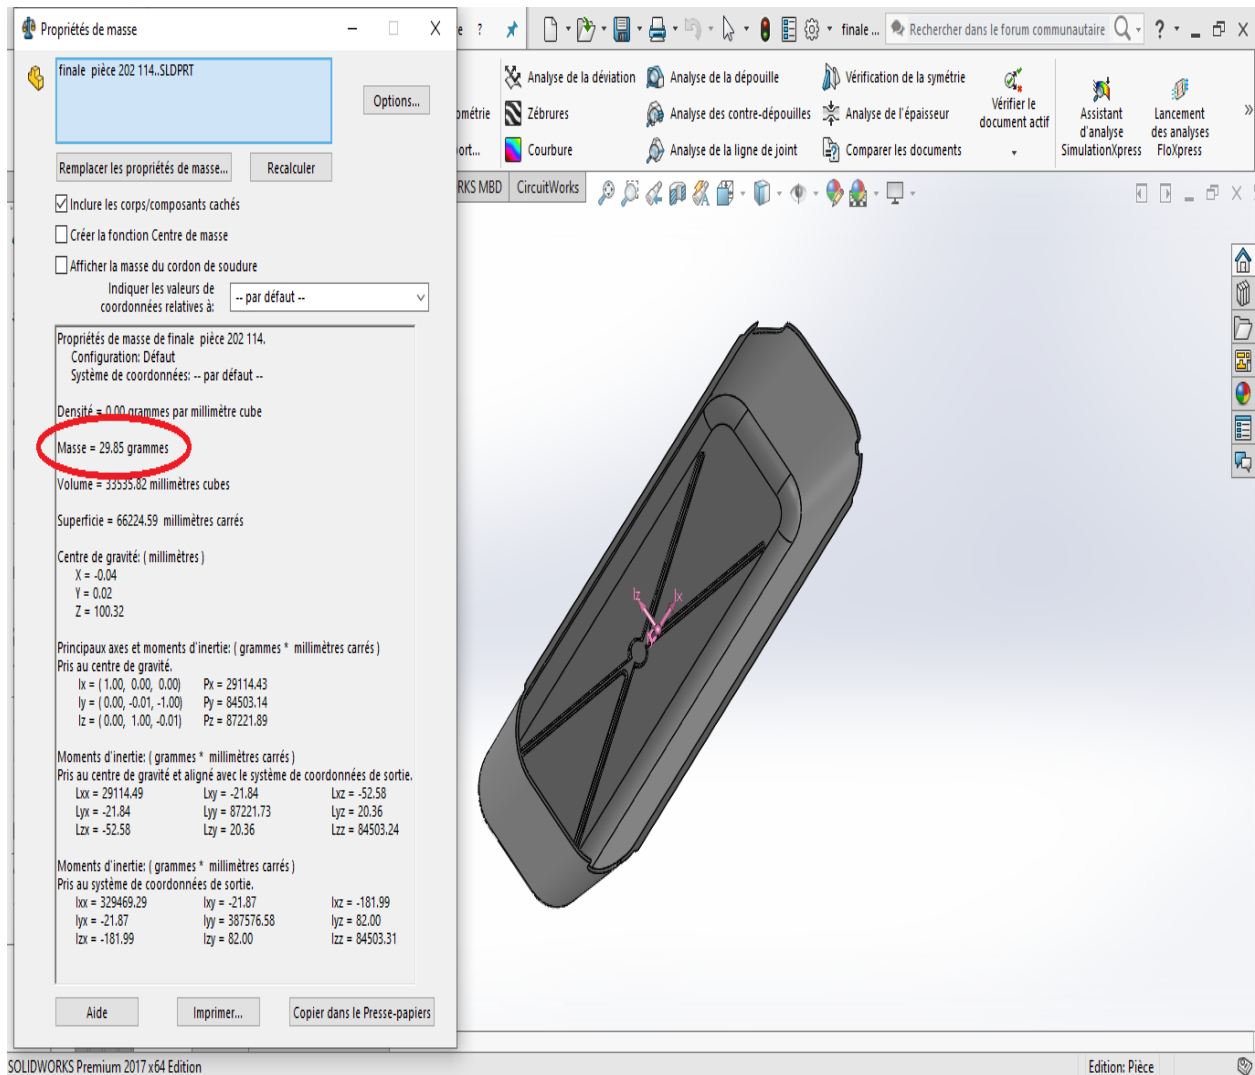 Propriétés de masse
e ?
finale ...
Rechercher dans le forum communautaire
?
finale pièce 202 114..SLDPRT
Options...
Remplacer les propriétés de masse...
Recalculer
Inclure les corps/composants cachés
Créer la fonction Centre de masse
Afficher la masse du cordon de soudure
Indiquer les valeurs de
coordonnées relatives à:
-- par défaut --
Analyse de la déviation
Analyse de la dépouille
Vérification de la symétrie
ométrie
Zébrures
Analyse des contre-dépouilles
Analyse de l'épaisseur
ort...
Courbure
Analyse de la ligne de joint
Comparer les documents
Vérifier le
document actif
Assistant
d'analyse
SimulationXpress
Lancement
des analyses
FloXpress
RKS MBD
CircuitWorks
Propriétés de masse de finale pièce 202 114.
Configuration: Défaut
Système de coordonnées: -- par défaut --
Densité = 0.00 grammes par millimètre cube
Masse = 29.85 grammes
Volume = 33535.82 millimètres cubes
Superficie = 66224.59 millimètres carrés
Centre de gravité: ( millimètres )
X = -0.04
Y = 0.02
Z = 100.32
Principaux axes et moments d'inertie: ( grammes * millimètres carrés )
Pris au centre de gravité.
Ix = ( 1.00, 0.00, 0.00) Px = 29114.43
Iy = ( 0.00, -0.01, -1.00) Py = 84503.14
Iz = ( 0.00, 1.00, -0.01) Pz = 87221.89
Moments d'inertie: ( grammes * millimètres carrés )
Pris au centre de gravité et aligné avec le système de coordonnées de sortie.
Lxx = 29114.49 Lxy = -21.84 Lxz = -52.58
Lyx = -21.84 Lyy = 87221.73 Lyz = 20.36
Lzx = -52.58 Lzy = 20.36 Lzz = 84503.24
Moments d'inertie: ( grammes * millimètres carrés )
Pris au système de coordonnées de sortie.
Ixx = 329469.29 Ixy = -21.87 Ixz = -181.99
Iyx = -21.87 Iyy = 387576.58 Iyz = 82.00
Izx = -181.99 Izy = 82.00 Izz = 84503.31
Iz
Ix
Aide
Imprimer...
Copier dans le Presse-papiers
SOLIDWORKS Premium 2017 x64 Edition
Edition: Pièce